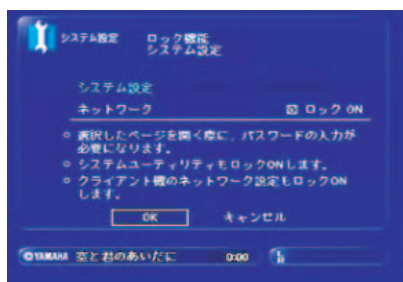 システム設定
ロック機能
システム設定
システム設定
ネットワーク ロック ON
選択したページを開く度に、パスワードの入力が
必要になります。
システムユーティリティもロックONします。
クライアント機のネットワーク設定もロックON
します。
OK キャンセル
YAMAHA 空と君のあいだに 0:00